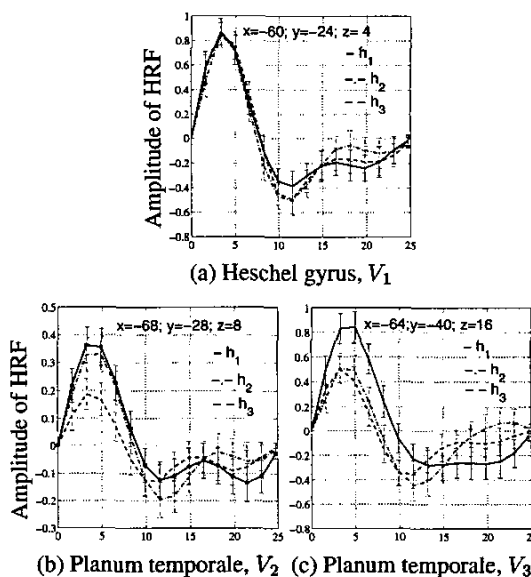 Amplitude of HRF
1
0.8
0.6
0.4
0.2
0
-0.2
-0.4
-0.6
-0.8
x=-60; y=-24; z= 4
h1
h2
h3
0 5 10 15 20 25
(a) Heschel gyrus, V1
Amplitude of HRF
0.5
0.4
0.3
0.2
0.1
0
-0.1
-0.2
-0.3
x=-68; y=-28; z=8
h1
h2
h3
0 5 10 15 20 25
1
0.8
0.6
0.4
0.2
0
-0.2
-0.4
-0.6
-0.8
x=-64;y=-40; z=16
h1
h2
h3
0 5 10 15 20 25
(b) Planum temporale, V2 (c) Planum temporale, V3